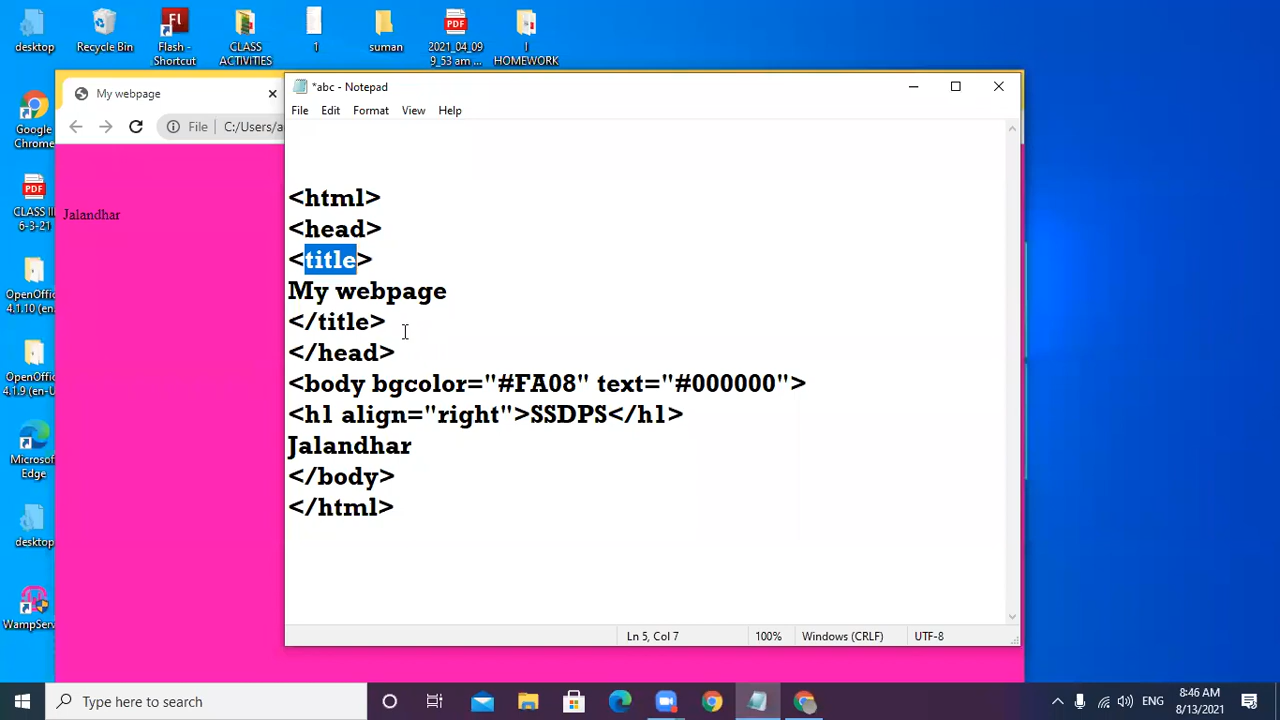 desktop
Recycle Bin
Flash -
Shortcut
CLASS
ACTIVITIES
1
suman
2021_04_09
9_53 am ...
I
HOMEWORK
Google
Chrome
CLASS II
6-3-21
OpenOffic
4.1.10 (en-
OpenOffic
4.1.9 (en-U
Microsof
Edge
desktop
WampServ
My webpage
File
C:/Users/a
Jalandhar
*abc - Notepad
File Edit Format View Help
<html>
<head>
<title>
My webpage
</title>
</head>
<body bgcolor="#FA08" text="#000000">
<h1 align="right">SSDPS</h1>
Jalandhar
</body>
</html>
Ln 5, Col 7
100%
Windows (CRLF)
UTF-8
Type here to search
ENG
8:46 AM
8/13/2021